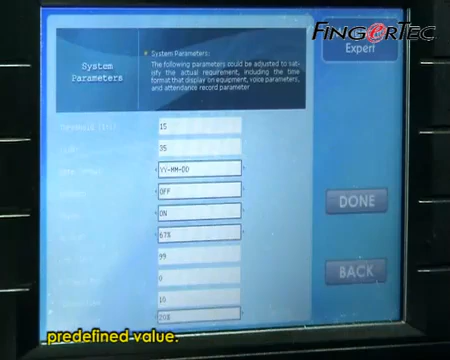 FINGERTEC
Expert
System
Parameters
System Parameters:
The following parameters could be adjusted to sat-
isfy the actual requirement, including the time
format that display on equipment, voice parameters,
and attendance record parameter
15
35
YY-MM-DD
OFF
ON
67%
99
0
10
20%
DONE
BACK
predefined value.